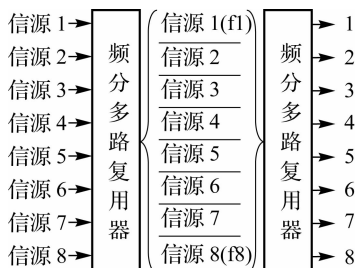 信源 1 信源 1(f1) 1
信源 2 信源 2 2
信源 3 信源 3 3
信源 4 信源 4 4
信源 5 信源 5 5
信源 6 信源 6 6
信源 7 信源 7 7
信源 8 信源 8(f8) 8
频分多路复用器
频分多路复用器